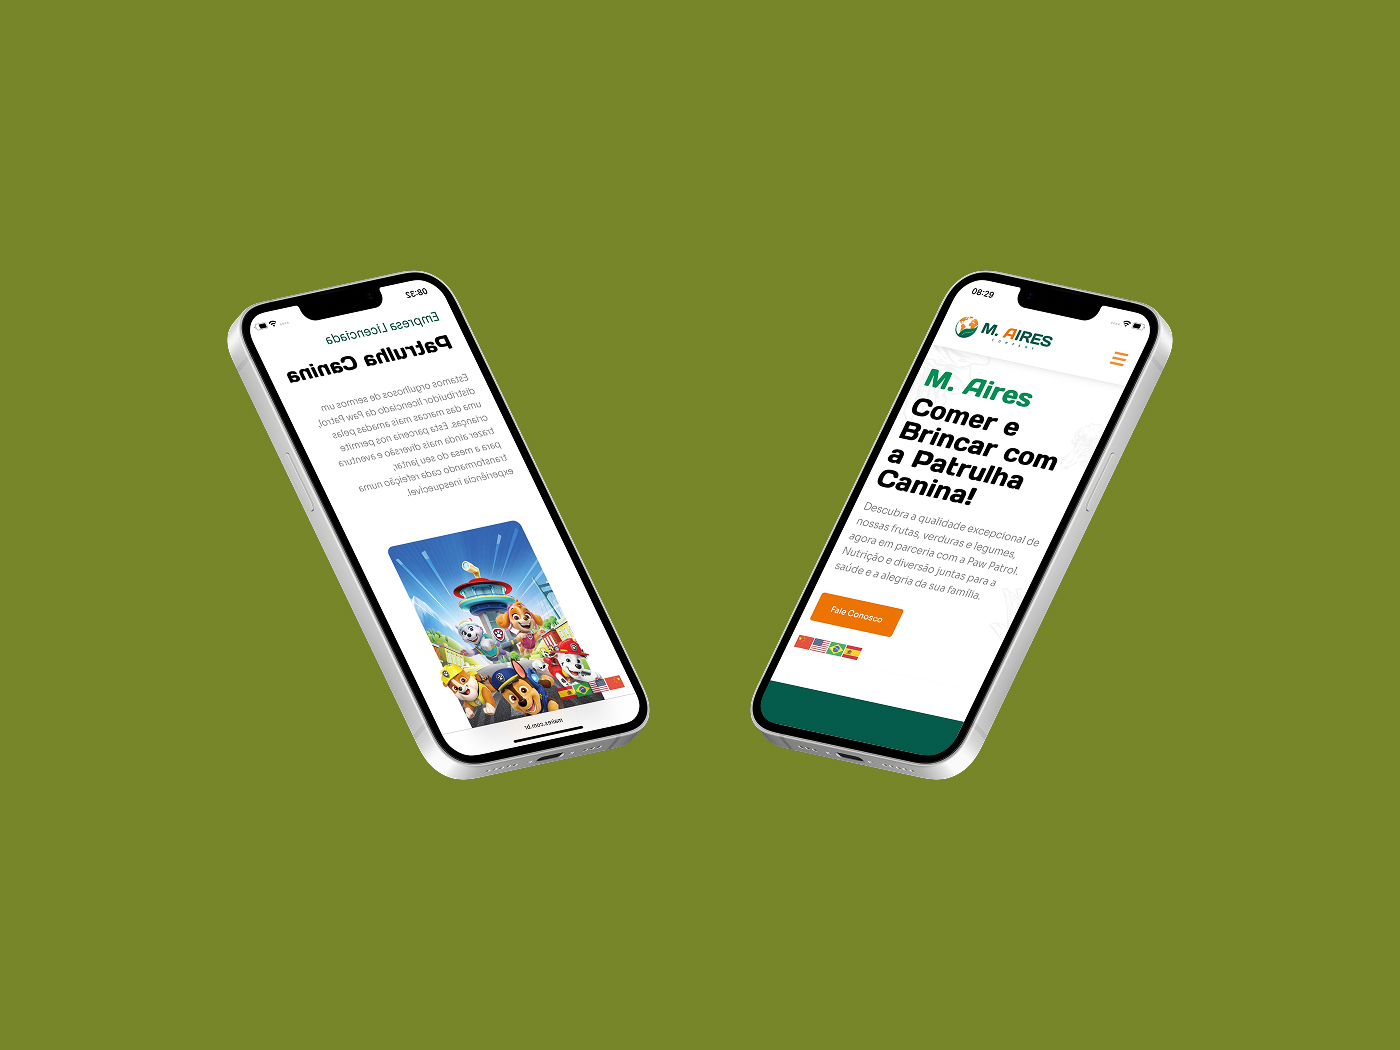 08:32
Empresa Licenciada
Patrulha Canina
Estamos orgulhosos de sermos um
distribuidor licenciado da Paw Patrol,
uma das marcas mais amadas pelas
crianças. Esta parceria nos permite
trazer ainda mais diversão e aventura
para a mesa do seu jantar,
transformando cada refeição numa
experiência inesquecível.
maires.com.br
08:29
M. AIRES
COMPANY
M. Aires
Comer e
Brincar com
a Patrulha
Canina!
Descubra a qualidade excepcional de
nossas frutas, verduras e legumes,
agora em parceria com a Paw Patrol.
Nutrição e diversão juntas para a
saúde e a alegria da sua família.
Fale Conosco